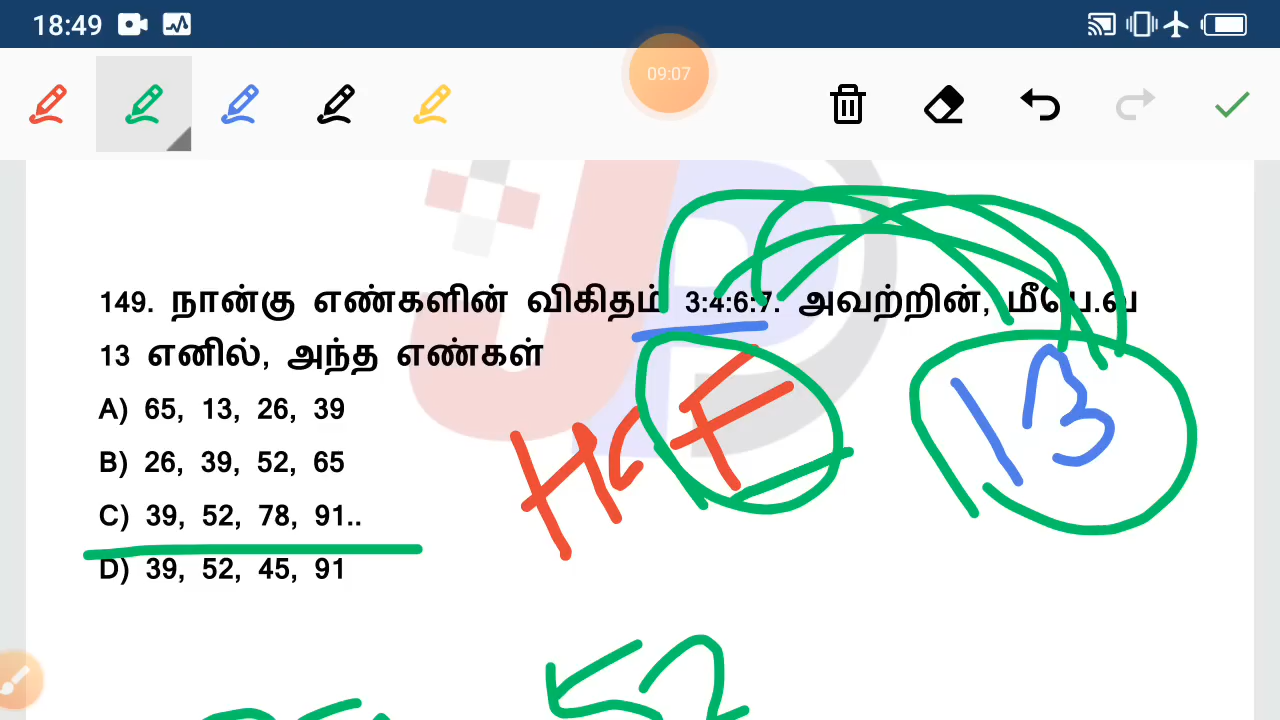 18:49
09:07
149. நான்கு எண்களின் விகிதம் 3:4:6:7. அவற்றின், மீபெ.வ
13 எனில், அந்த எண்கள்
A) 65, 13, 26, 39
B) 26, 39, 52, 65
C) 39, 52, 78, 91..
D) 39, 52, 45, 91
HCF
13
52